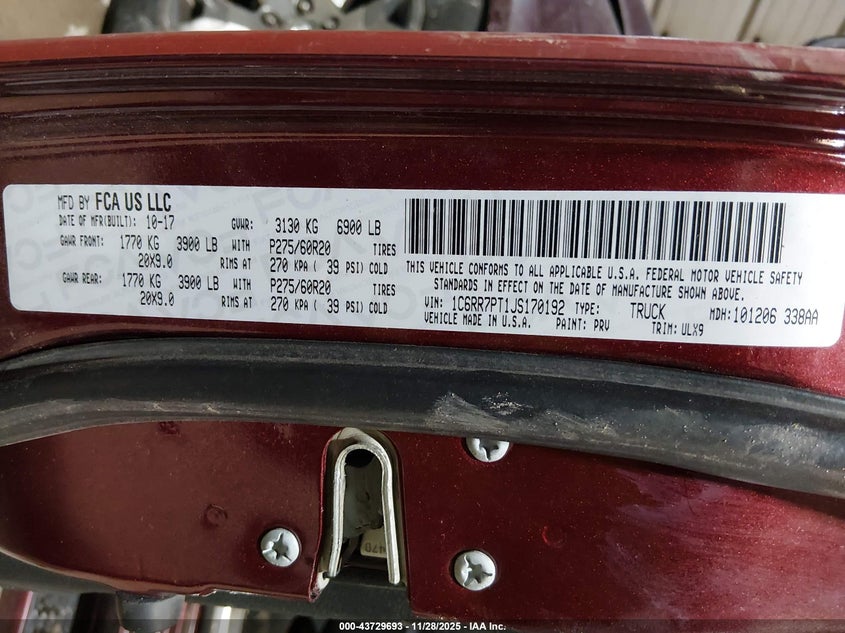 MFD BY FCA US LLC
DATE OF MFR(BUILT): 10-17 GVWR: 3130 KG 6900 LB
GAWR FRONT: 1770 KG 3900 LB WITH P275/60R20 TIRES
20X9.0 RIMS AT 270 KPA ( 39 PSI) COLD
GAWR REAR: 1770 KG 3900 LB WITH P275/60R20 TIRES
20X9.0 RIMS AT 270 KPA ( 39 PSI) COLD
THIS VEHICLE CONFORMS TO ALL APPLICABLE U.S.A. FEDERAL MOTOR VEHICLE SAFETY
STANDARDS IN EFFECT ON THE DATE OF MANUFACTURE SHOWN ABOVE.
VIN: 1C6RR7PT1JS170192 TYPE: TRUCK MDH: 101206 338AA
VEHICLE MADE IN U.S.A. PAINT: PRV TRIM: ULX9
000-43729693 - 11/28/2025 - IAA Inc.